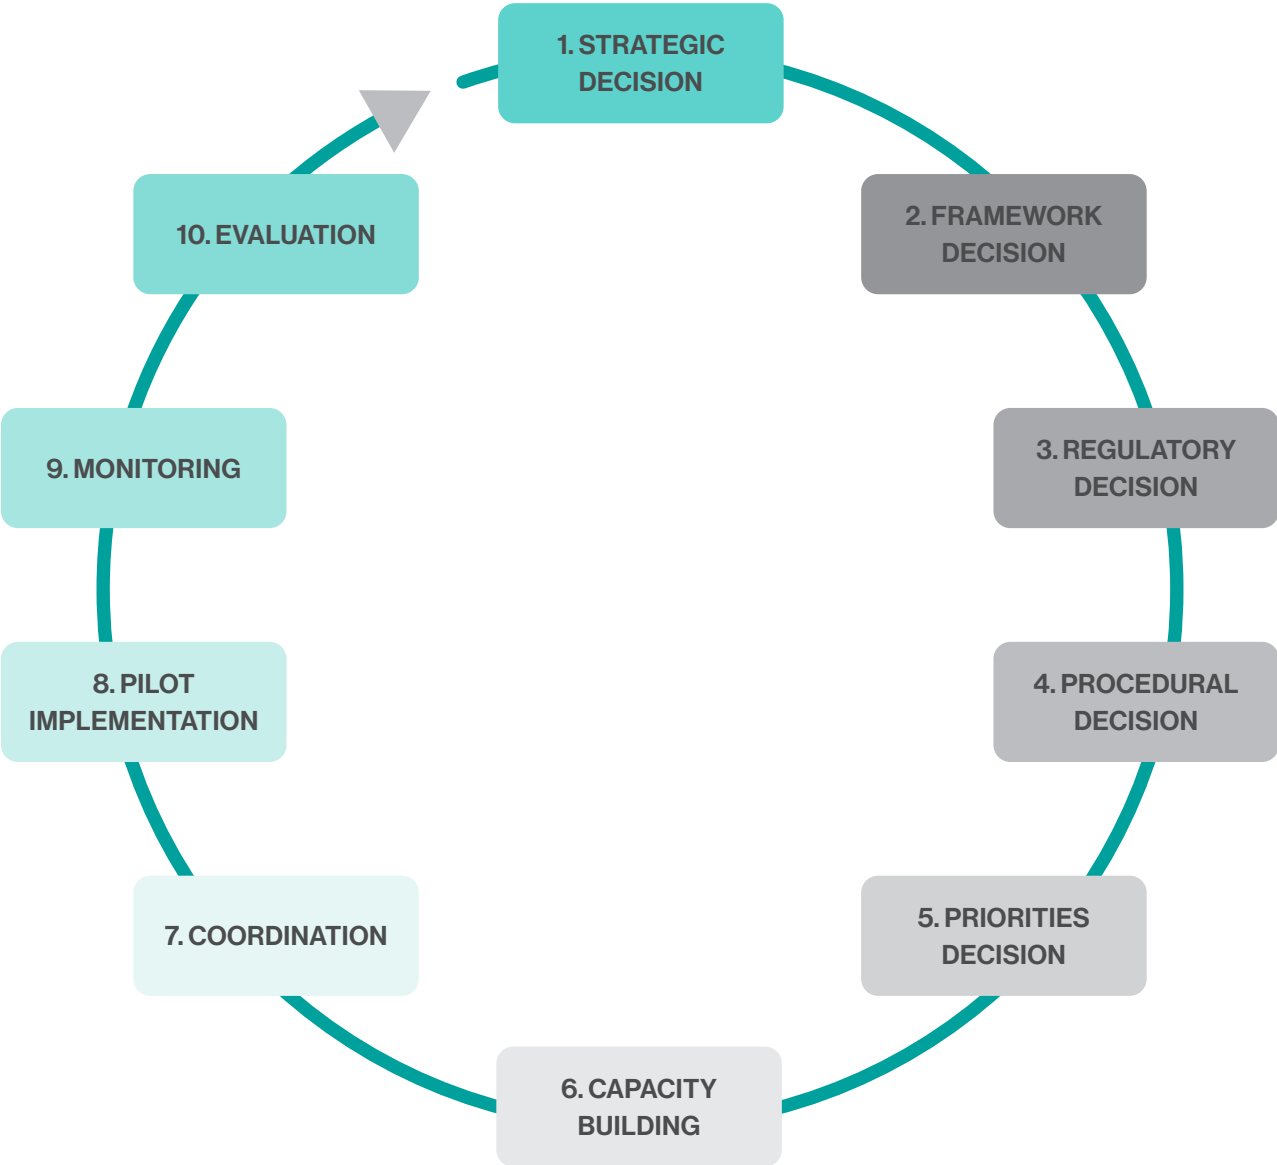 1. STRATEGIC
DECISION
2. FRAMEWORK
DECISION
3. REGULATORY
DECISION
4. PROCEDURAL
DECISION
5. PRIORITIES
DECISION
6. CAPACITY
BUILDING
7. COORDINATION
8. PILOT
IMPLEMENTATION
9. MONITORING
10. EVALUATION